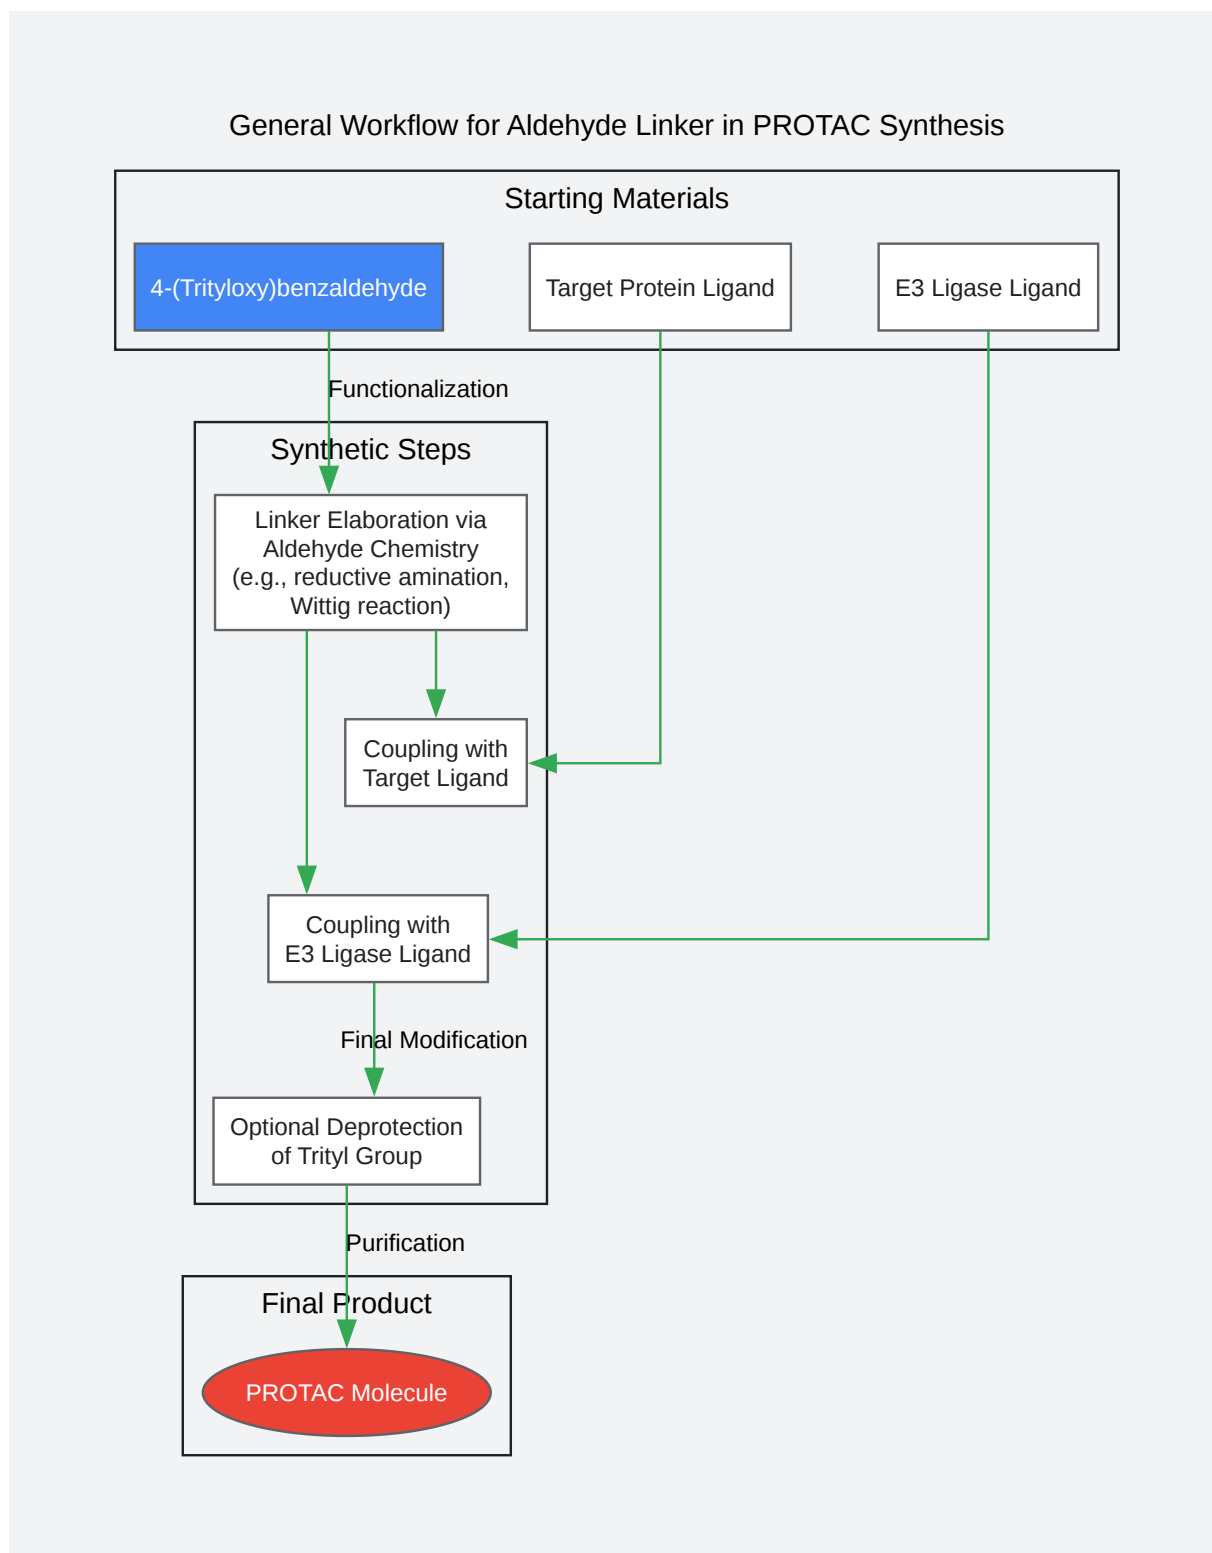 General Workflow for Aldehyde Linker in PROTAC Synthesis
Starting Materials
4-(Trityloxy)benzaldehyde
Target Protein Ligand
E3 Ligase Ligand
Functionalization
Synthetic Steps
Linker Elaboration via
Aldehyde Chemistry
(e.g., reductive amination,
Wittig reaction)
Coupling with
Target Ligand
Coupling with
E3 Ligase Ligand
Final Modification
Optional Deprotection
of Trityl Group
Purification
Final Product
PROTAC Molecule